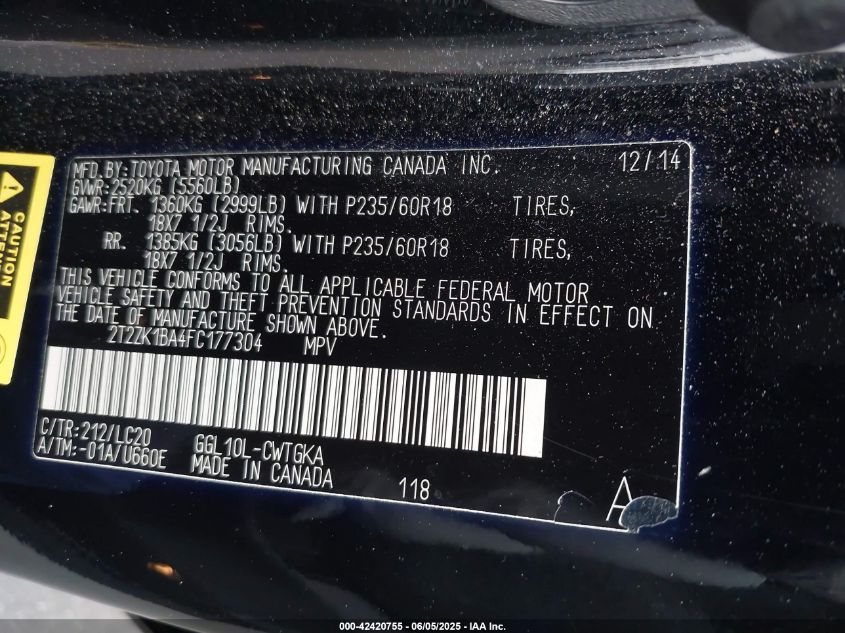 MFD.BY:TOYOTA MOTOR MANUFACTURING CANADA INC. 12/14
GVWR:2520KG (5560LB)
GAWR:FRT. 1360KG (2999LB) WITH P235/60R18 TIRES,
18X7 1/2J RIMS.
RR. 1385KG (3056LB) WITH P235/60R18 TIRES,
18X7 1/2J RIMS.
THIS VEHICLE CONFORMS TO ALL APPLICABLE FEDERAL MOTOR
VEHICLE SAFETY AND THEFT PREVENTION STANDARDS IN EFFECT ON
THE DATE OF MANUFACTURE SHOWN ABOVE.
2T2ZK1BA4FC177304 MPV
C/TR:212/LC20 GGL10L-CWTGKA
A/TM:-01A/U660E MADE IN CANADA
118 A
CAUTION
000-42420755 - 06/05/2025 - IAA Inc.